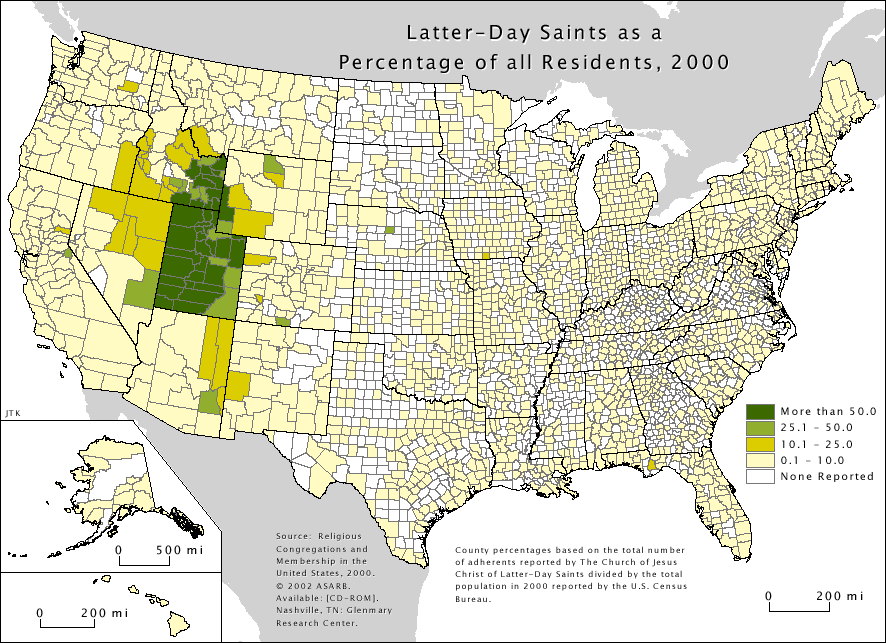 Latter-Day Saints as a
Percentage of all Residents, 2000
JTK
More than 50.0
25.1 - 50.0
10.1 - 25.0
0.1 - 10.0
None Reported
0 500 mi
0 200 mi
Source: Religious
Congregations and
Membership in the
United States, 2000.
© 2002 ASARB.
Available: [CD-ROM].
Nashville, TN: Glenmary
Research Center.
County percentages based on the total number
of adherents reported by The Church of Jesus
Christ of Latter-Day Saints divided by the total
population in 2000 reported by the U.S. Census
Bureau.
0 200 mi